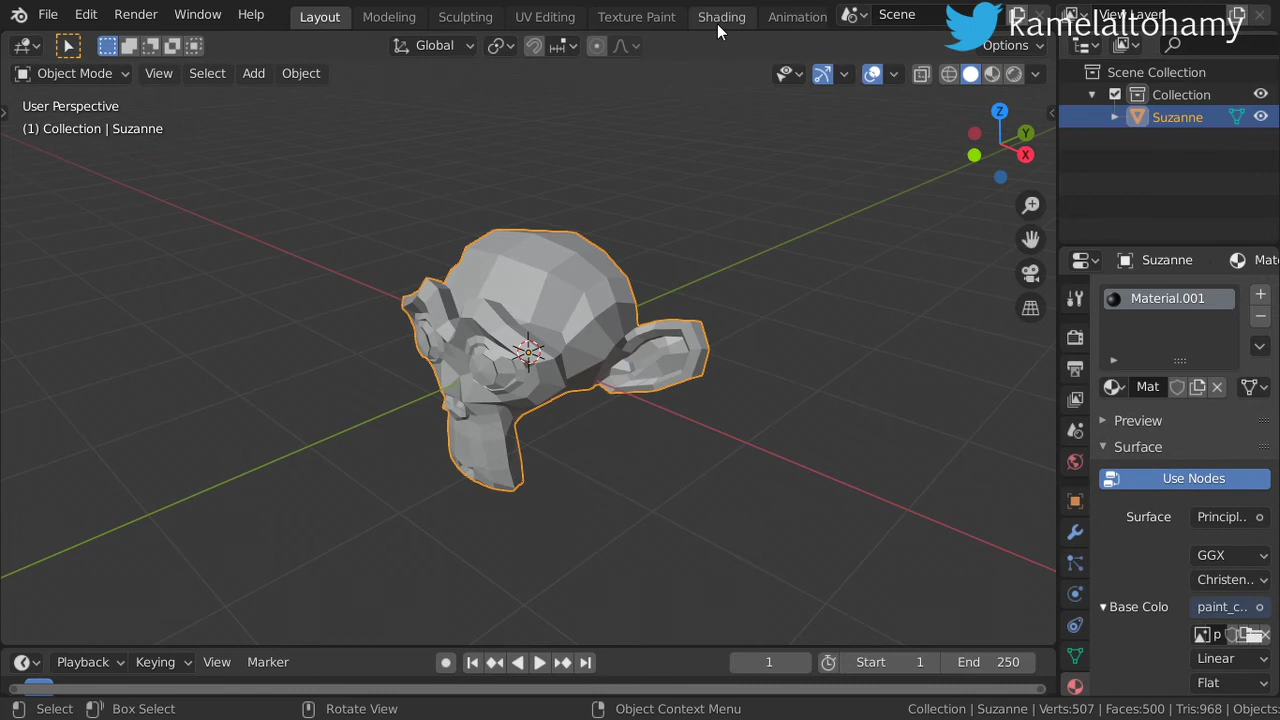 File Edit Render Window Help Layout Modeling Sculpting UV Editing Texture Paint Shading Animation Scene View Layer
kamelaltohamy
Global Options
Object Mode View Select Add Object Scene Collection
User Perspective Collection
(1) Collection | Suzanne Suzanne
Z
Y
X
Suzanne Mat
Material.001
Mat
Preview
Surface
Use Nodes
Surface Principl..
GGX
Christen..
Base Colo paint_c..
p
Linear
Playback Keying View Marker 1 Start 1 End 250
Flat
Select Box Select Rotate View Object Context Menu Collection | Suzanne | Verts:507 | Faces:500 | Tris:968 | Objects: